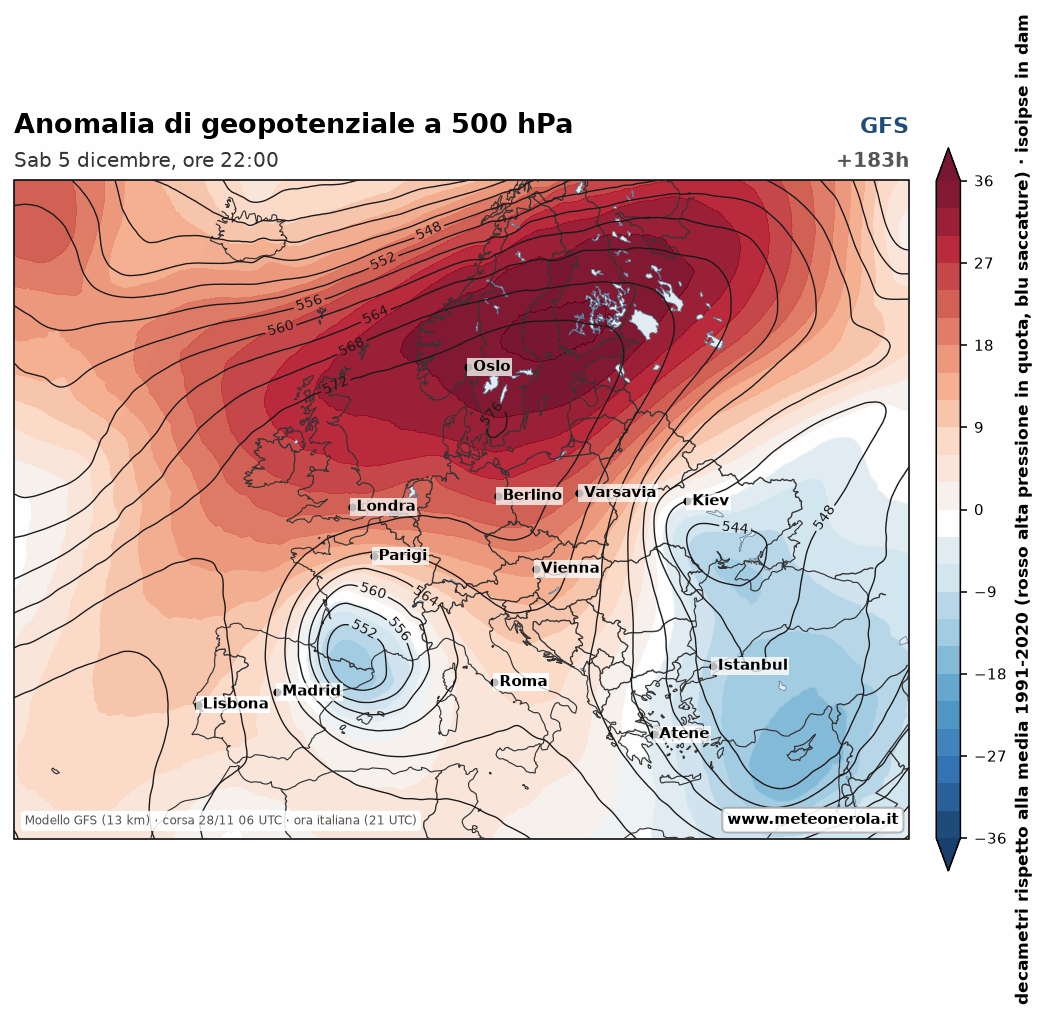 Anomalia di geopotenziale a 500 hPa
GFS
Sab 5 dicembre, ore 22:00
+183h
548
552
556
560
564
568
572
576
Oslo
Londra
Berlino
Varsavia
Kiev
544
548
Parigi
Vienna
560
564
556
552
Istanbul
Roma
Madrid
Lisbona
Atene
Modello GFS (13 km) · corsa 28/11 06 UTC · ora italiana (21 UTC)
www.meteonerola.it
36
27
18
9
0
−9
−18
−27
−36
decametri rispetto alla media 1991-2020 (rosso alta pressione in quota, blu saccature) · isoipse in dam